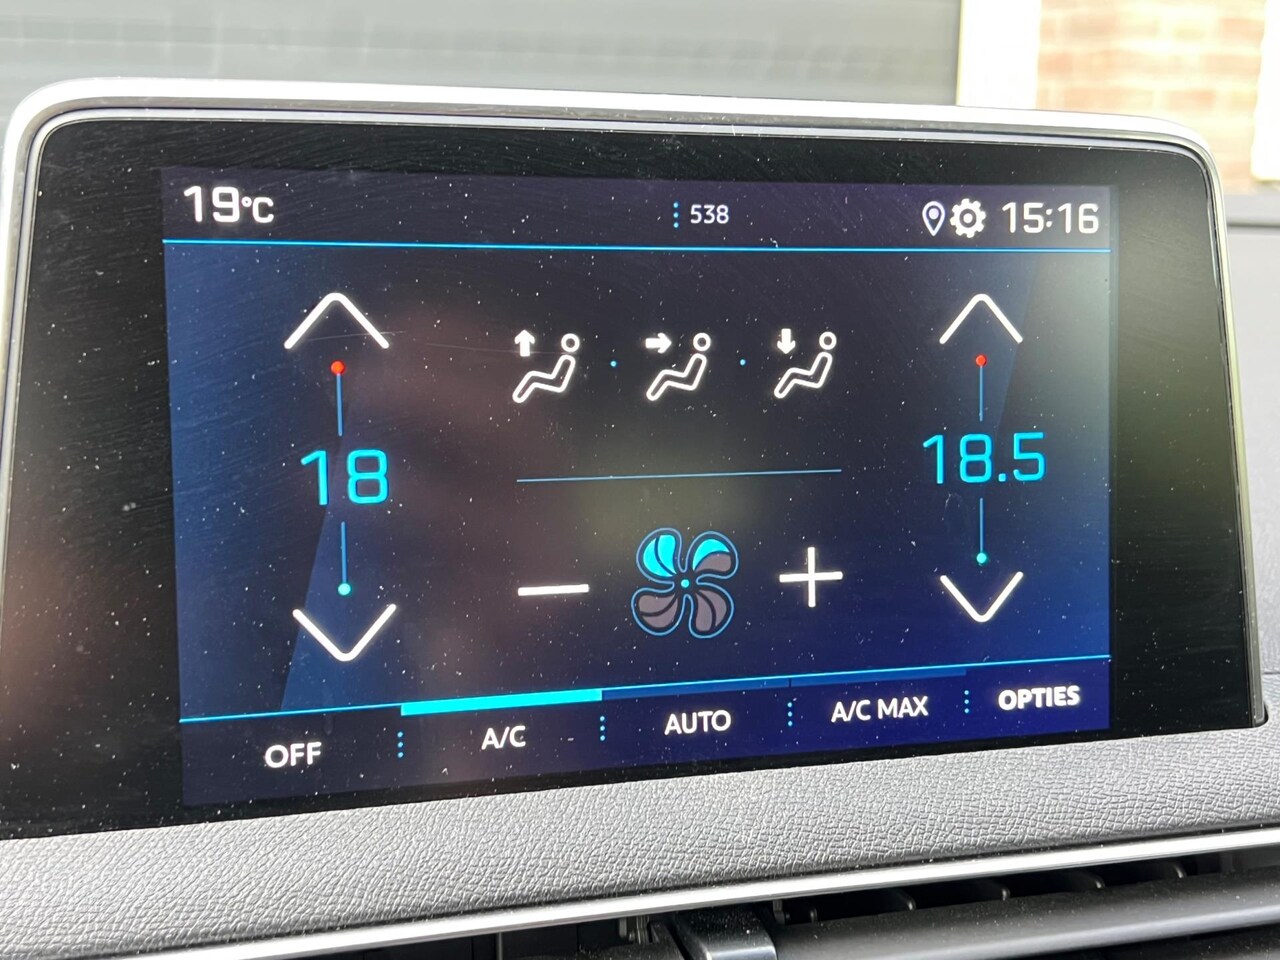 19°C
538
15:16
18
18.5
OFF
A/C
AUTO
A/C MAX
OPTIES